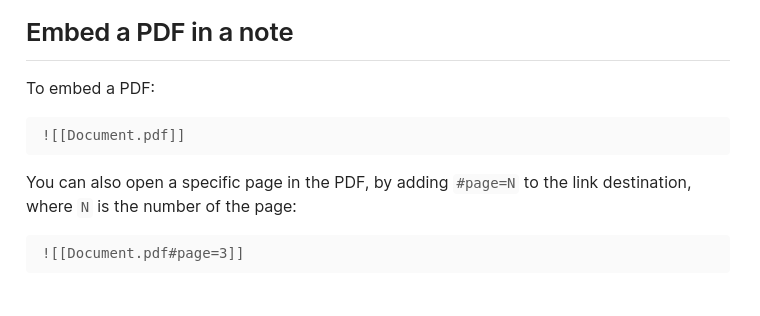 Embed a PDF in a note
To embed a PDF:
![[Document.pdf]]
You can also open a specific page in the PDF, by adding #page=N to the link destination,
where N is the number of the page:
![[Document.pdf#page=3]]